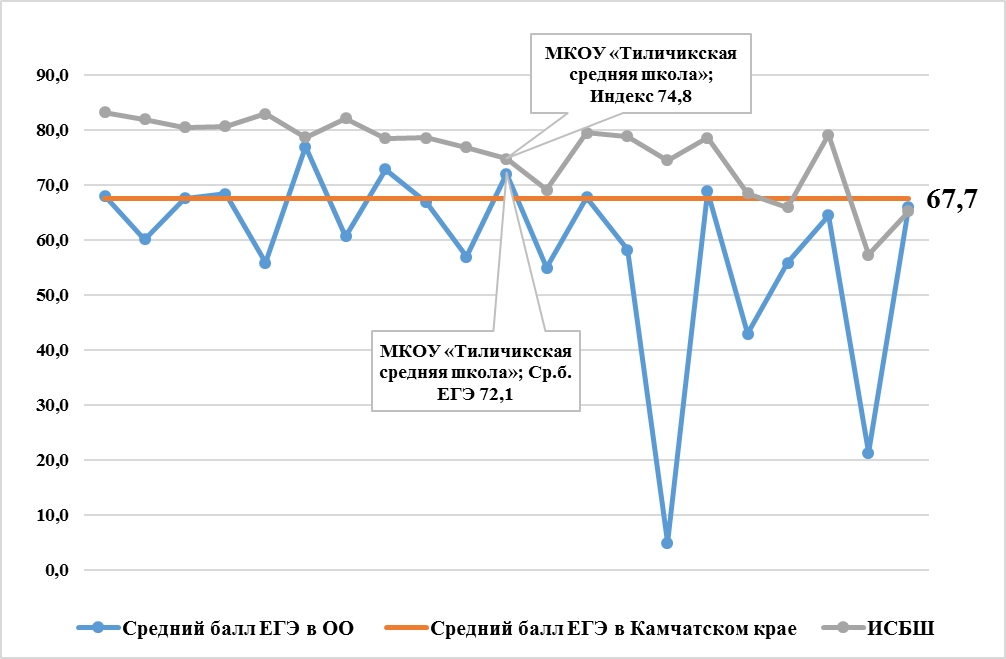 МКОУ «Тиличикская
средняя школа»;
Индекс 74,8
90,0
80,0
70,0
60,0
50,0
40,0
30,0
20,0
10,0
0,0
67,7
МКОУ «Тиличикская
средняя школа»; Ср.б.
ЕГЭ 72,1
Средний балл ЕГЭ в ОО
Средний балл ЕГЭ в Камчатском крае
ИСБШ